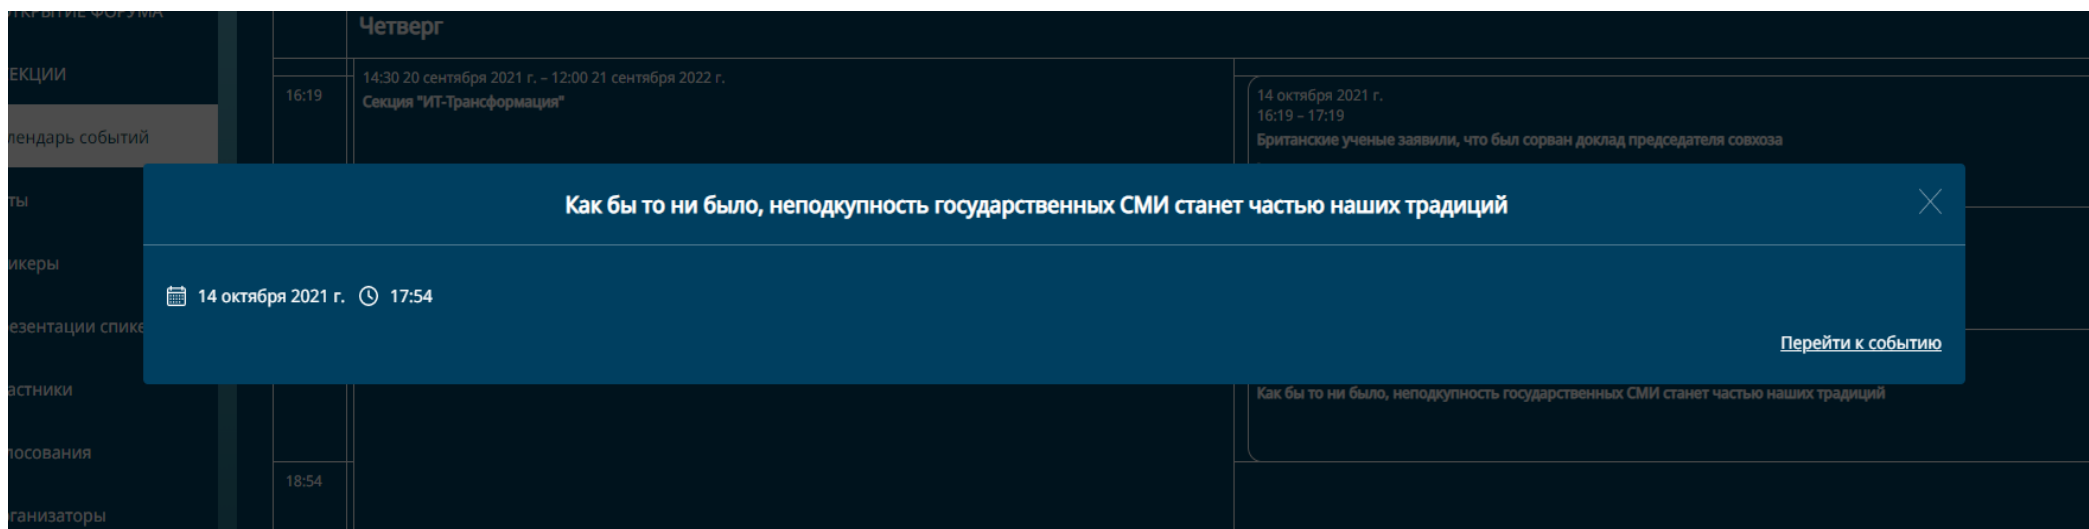 Четверг
ЕКЦИИ
14:30 20 сентября 2021 г. – 12:00 21 сентября 2022 г.
16:19
Секция "ИТ-Трансформация"
14 октября 2021 г.
16:19 – 17:19
лендарь событий
Британские ученые заявили, что был сорван доклад председателя совхоза
ты
Как бы то ни было, неподкупность государственных СМИ станет частью наших традиций
икеры
14 октября 2021 г. 17:54
езентации спике
Перейти к событию
астники
Как бы то ни было, неподкупность государственных СМИ станет частью наших традиций
лосования
18:54
ганизаторы